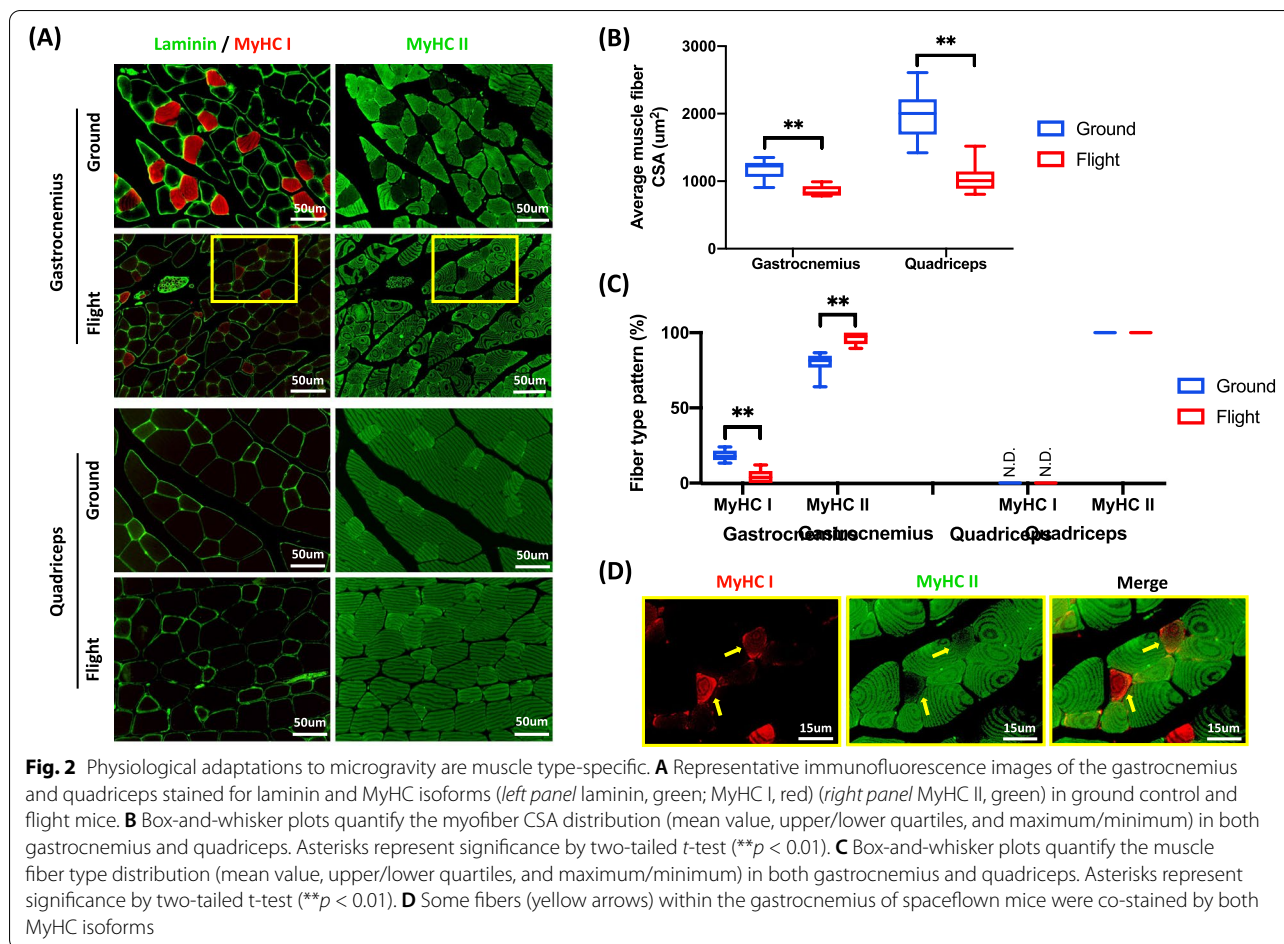 (A)
Laminin / MyHC I
MyHC II
Gastrocnemius
Ground
50um
50um
Flight
50um
50um
Quadriceps
Ground
50um
50um
Flight
50um
50um
(B)
Average muscle fiber
CSA (um²)
3000
2000
1000
0
**
**
Gastrocnemius
Quadriceps
Ground
Flight
(C)
Fiber type pattern (%)
100
50
0
**
**
N.D.
N.D.
MyHC I
MyHC II
MyHC I
MyHC II
Gastrocnemius
Gastrocnemius
Quadriceps
Quadriceps
Ground
Flight
(D)
MyHC I
MyHC II
Merge
15um
15um
15um
Fig. 2 Physiological adaptations to microgravity are muscle type-specific. A Representative immunofluorescence images of the gastrocnemius
and quadriceps stained for laminin and MyHC isoforms (left panel laminin, green; MyHC I, red) (right panel MyHC II, green) in ground control and
flight mice. B Box-and-whisker plots quantify the myofiber CSA distribution (mean value, upper/lower quartiles, and maximum/minimum) in both
gastrocnemius and quadriceps. Asterisks represent significance by two-tailed t-test (**p < 0.01). C Box-and-whisker plots quantify the muscle
fiber type distribution (mean value, upper/lower quartiles, and maximum/minimum) in both gastrocnemius and quadriceps. Asterisks represent
significance by two-tailed t-test (**p < 0.01). D Some fibers (yellow arrows) within the gastrocnemius of spaceflown mice were co-stained by both
MyHC isoforms